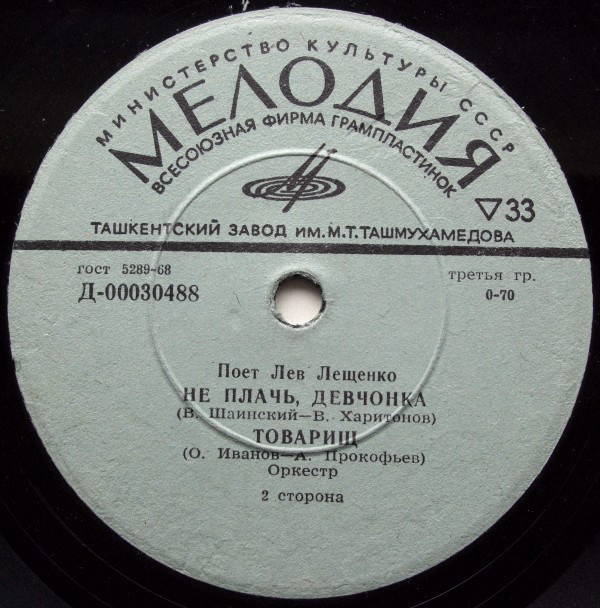 МИНИСТЕРСТВО КУЛЬТУРЫ СССР
МЕЛОДИЯ
ВСЕСОЮЗНАЯ ФИРМА ГРАМПЛАСТИНОК
▽33
ТАШКЕНТСКИЙ ЗАВОД ИМ. М.Т. ТАШМУХАМЕДОВА
гост 5289-68
третья гр.
Д-00030488
0-70
Поет Лев Лещенко
НЕ ПЛАЧЬ, ДЕВЧОНКА
(В. Шаинский—В. Харитонов)
ТОВАРИЩ
(О. Иванов—А. Прокофьев)
Оркестр
2 сторона